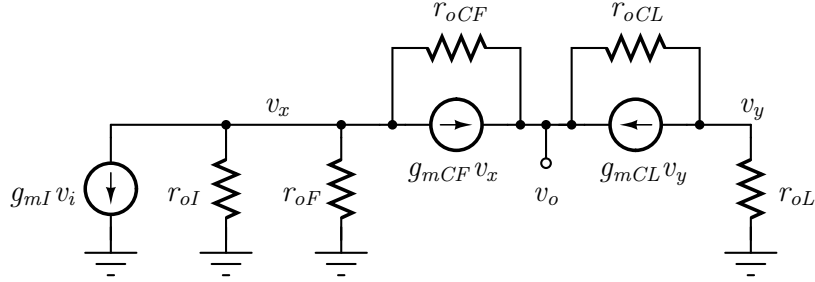 r_{oCF} r_{oCL}
v_x v_y
g_{mI} v_i r_{oI} r_{oF} g_{mCF} v_x v_o g_{mCL} v_y r_{oL}